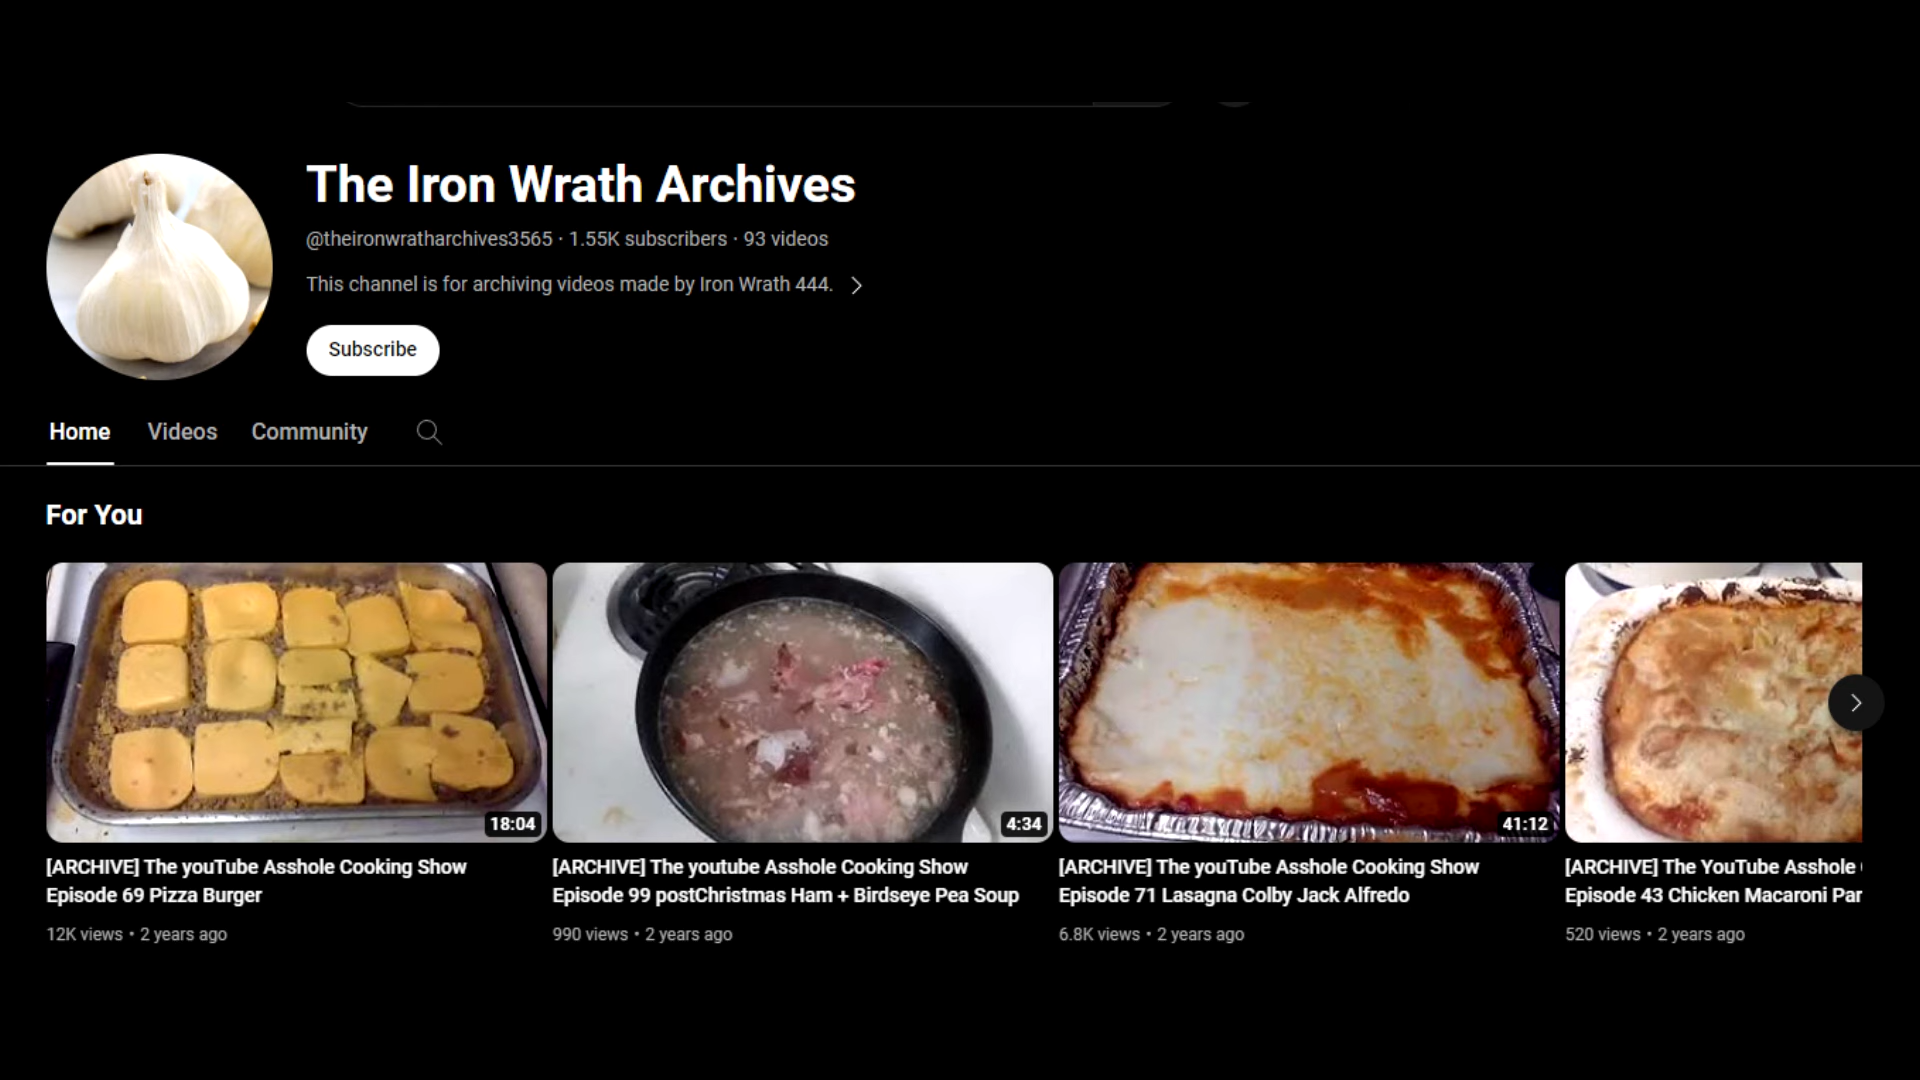 The Iron Wrath Archives
@theironwratharchives3565 · 1.55K subscribers · 93 videos
This channel is for archiving videos made by Iron Wrath 444.
Subscribe
Home Videos Community
For You
18:04
4:34
41:12
[ARCHIVE] The youTube Asshole Cooking Show
Episode 69 Pizza Burger
12K views • 2 years ago
[ARCHIVE] The youtube Asshole Cooking Show
Episode 99 postChristmas Ham + Birdseye Pea Soup
990 views • 2 years ago
[ARCHIVE] The youTube Asshole Cooking Show
Episode 71 Lasagna Colby Jack Alfredo
6.8K views • 2 years ago
[ARCHIVE] The YouTube Asshole
Episode 43 Chicken Macaroni Par
520 views • 2 years ago